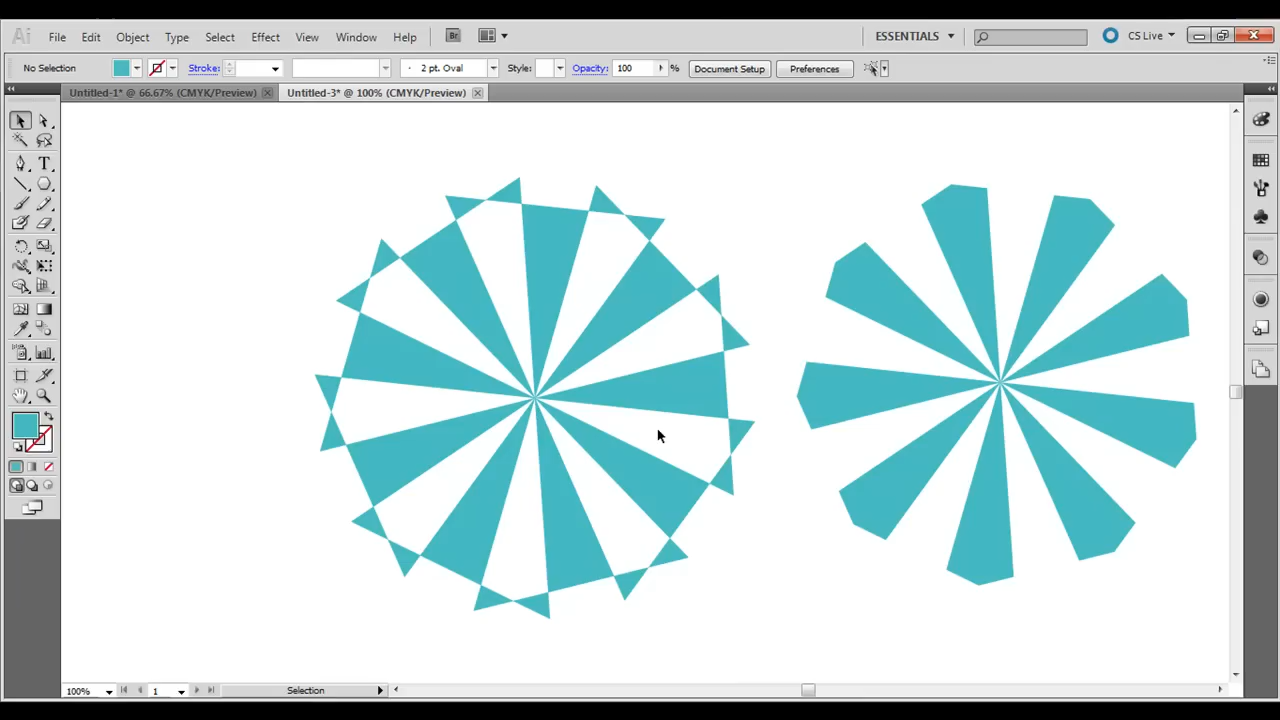 Ai File Edit Object Type Select Effect View Window Help Br ESSENTIALS CS Live
No Selection Stroke: 2 pt. Oval Style: Opacity: 100 % Document Setup Preferences
Untitled-1* @ 66.67% (CMYK/Preview) Untitled-3* @ 100% (CMYK/Preview)
T
100% 1 Selection